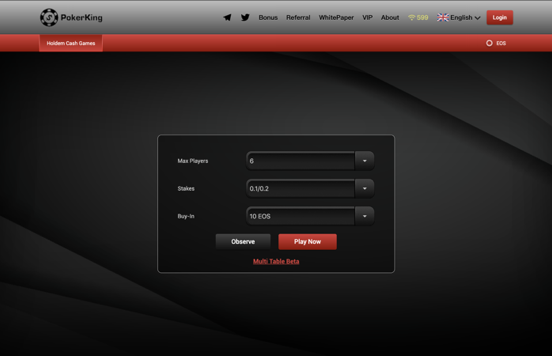 PokerKing
Bonus Referral WhitePaper VIP About 599 English Login
Holdem Cash Games
EOS
Max Players
6
Stakes
0.1/0.2
Buy-In
10 EOS
Observe
Play Now
Multi Table Beta